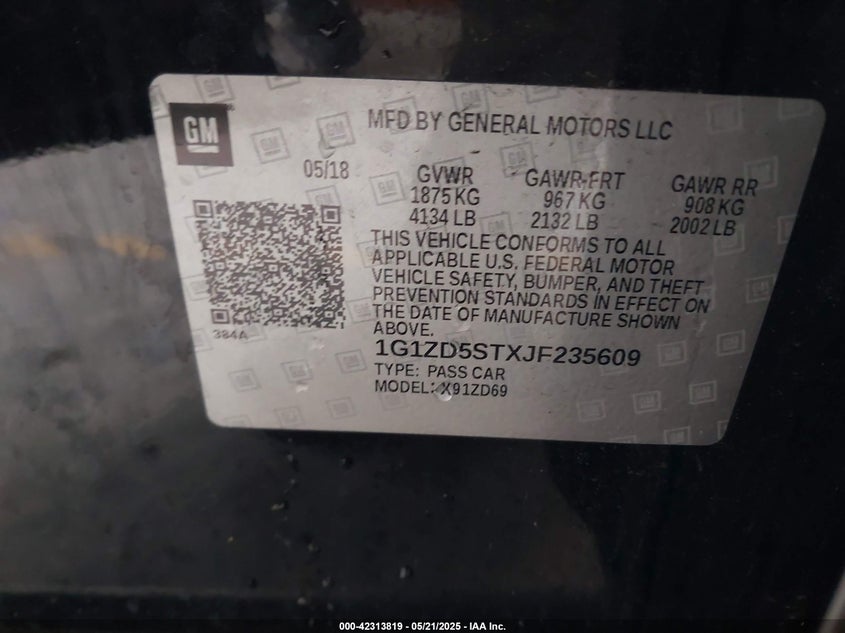 GM
MFD BY GENERAL MOTORS LLC
05/18
GVWR
1875 KG
4134 LB
GAWR FRT
967 KG
2132 LB
GAWR RR
908 KG
2002 LB
THIS VEHICLE CONFORMS TO ALL
APPLICABLE U.S. FEDERAL MOTOR
VEHICLE SAFETY, BUMPER, AND THEFT
PREVENTION STANDARDS IN EFFECT ON
THE DATE OF MANUFACTURE SHOWN
ABOVE.
384A
1G1ZD5STXJF235609
TYPE: PASS CAR
MODEL: X91ZD69
000-42313819 - 05/21/2025 - IAA Inc.